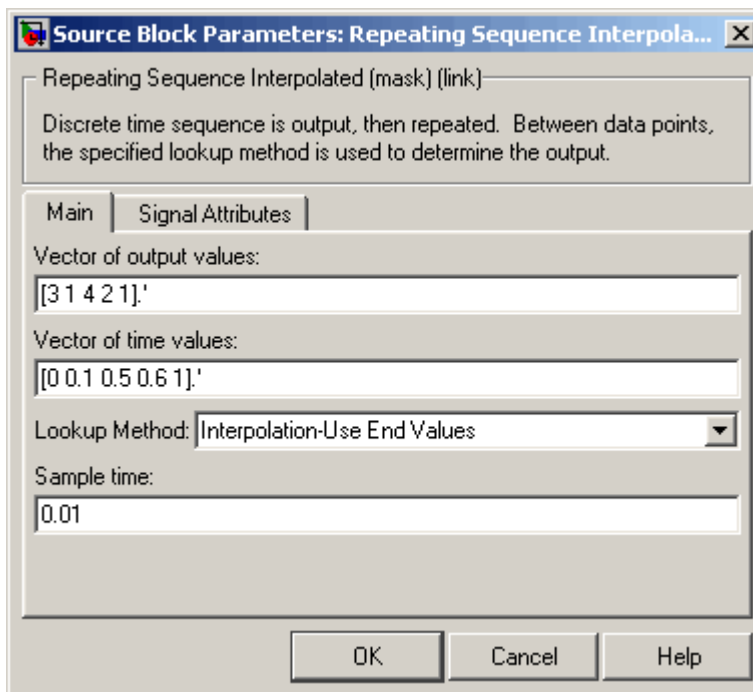 Source Block Parameters: Repeating Sequence Interpola...
Repeating Sequence Interpolated (mask) (link)
Discrete time sequence is output, then repeated.  Between data points,
the specified lookup method is used to determine the output.
Main Signal Attributes
Vector of output values:
[3 1 4 2 1].'
Vector of time values:
[0 0.1 0.5 0.6 1].'
Lookup Method: Interpolation-Use End Values
Sample time:
0.01
OK Cancel Help